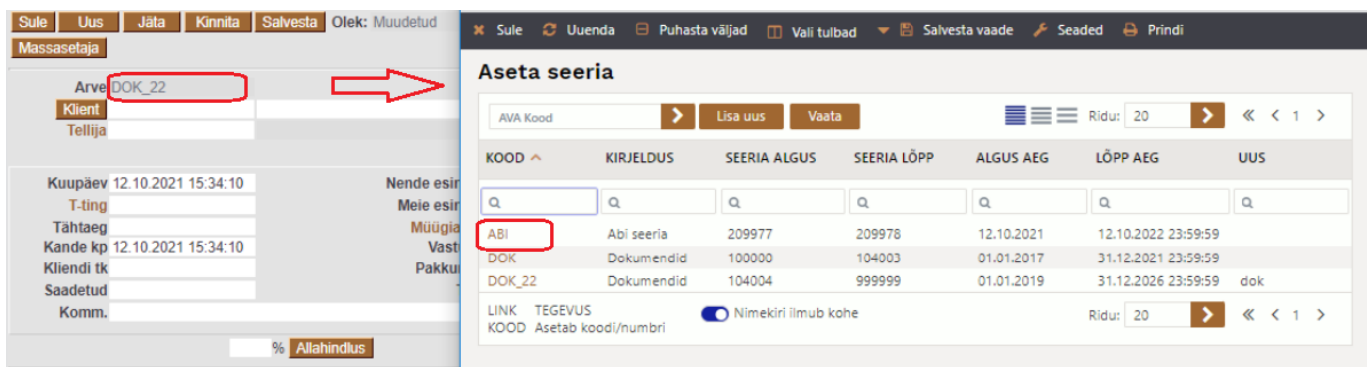 Sule Uus Jäta Kinnita Salvesta Olek: Muudetud
Massasetaja
Arve DOK_22
Klient
Tellija
Kuupäev 12.10.2021 15:34:10 Nende esin
T-ting Meie esin
Tähtaeg Müügia
Kande kp 12.10.2021 15:34:10 Vastu
Kliendi tk Pakku
Saadetud
Komm.
% Allahindlus
Sule Uuenda Puhasta väljad Vali tulbad Salvesta vaade Seaded Prindi
Aseta seeria
AVA Kood Lisa uus Vaata Ridu: 20 1
KOOD KIRJELDUS SEERIA ALGUS SEERIA LÕPP ALGUS AEG LÕPP AEG UUS
ABI Abi seeria 209977 209978 12.10.2021 12.10.2022 23:59:59
DOK Dokumendid 100000 104003 01.01.2017 31.12.2021 23:59:59
DOK_22 Dokumendid 104004 999999 01.01.2019 31.12.2026 23:59:59 dok
LINK TEGEVUS Nimekiri ilmub kohe Ridu: 20 1
KOOD Asetab koodi/numbri